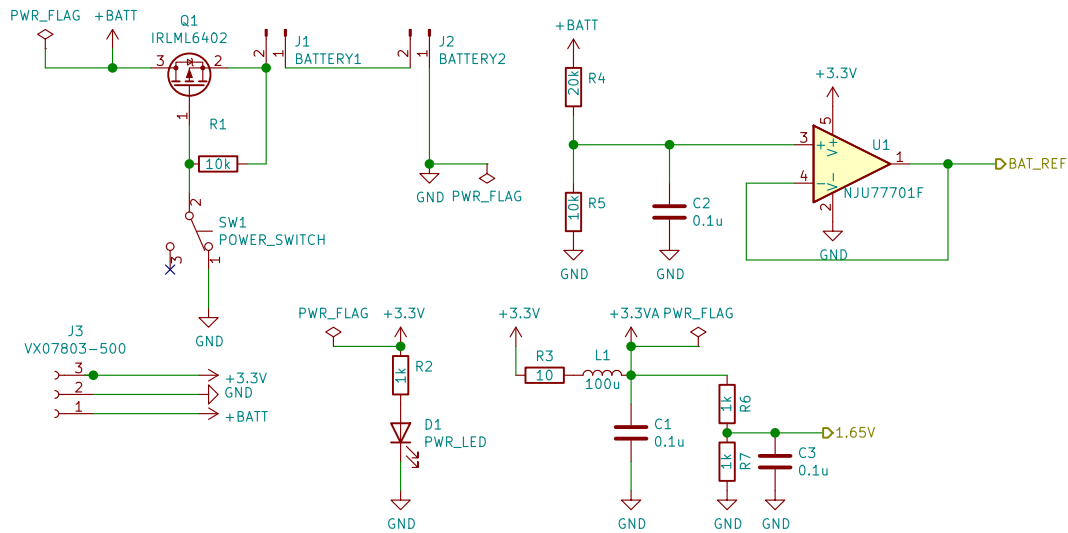 PWR_FLAG
+BATT
Q1
IRLML6402
3
2
1
R1
10k
2
1
J1
BATTERY1
2
1
J2
BATTERY2
GND
PWR_FLAG
2
SW1
POWER_SWITCH
3
1
GND
+BATT
20k
R4
10k
R5
GND
C2
0.1u
GND
+3.3V
5
3
+
V+
U1
1
BAT_REF
4
-
V-
NJU77701F
2
GND
J3
VX07803-500
3
+3.3V
2
GND
1
+BATT
PWR_FLAG
+3.3V
1k
R2
D1
PWR_LED
GND
+3.3V
R3
10
L1
100u
+3.3VA
PWR_FLAG
C1
0.1u
GND
1k
R6
1.65V
1k
R7
C3
0.1u
GND
GND